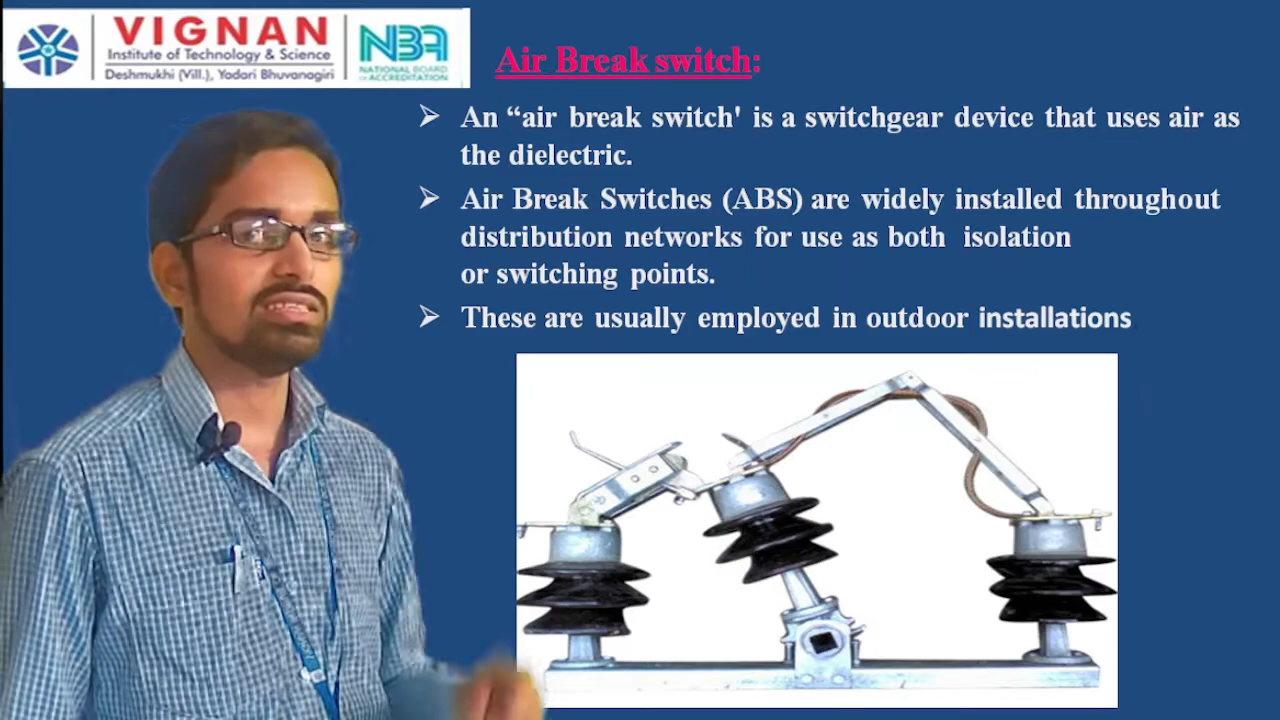 VIGNAN
Institute of Technology & Science
Deshmukhi (Vill.), Yadari Bhuvanagiri
NBA
NATIONAL BOARD
OF ACCREDITATION
Air Break switch:
An “air break switch' is a switchgear device that uses air as
the dielectric.
Air Break Switches (ABS) are widely installed throughout
distribution networks for use as both isolation
or switching points.
These are usually employed in outdoor installations